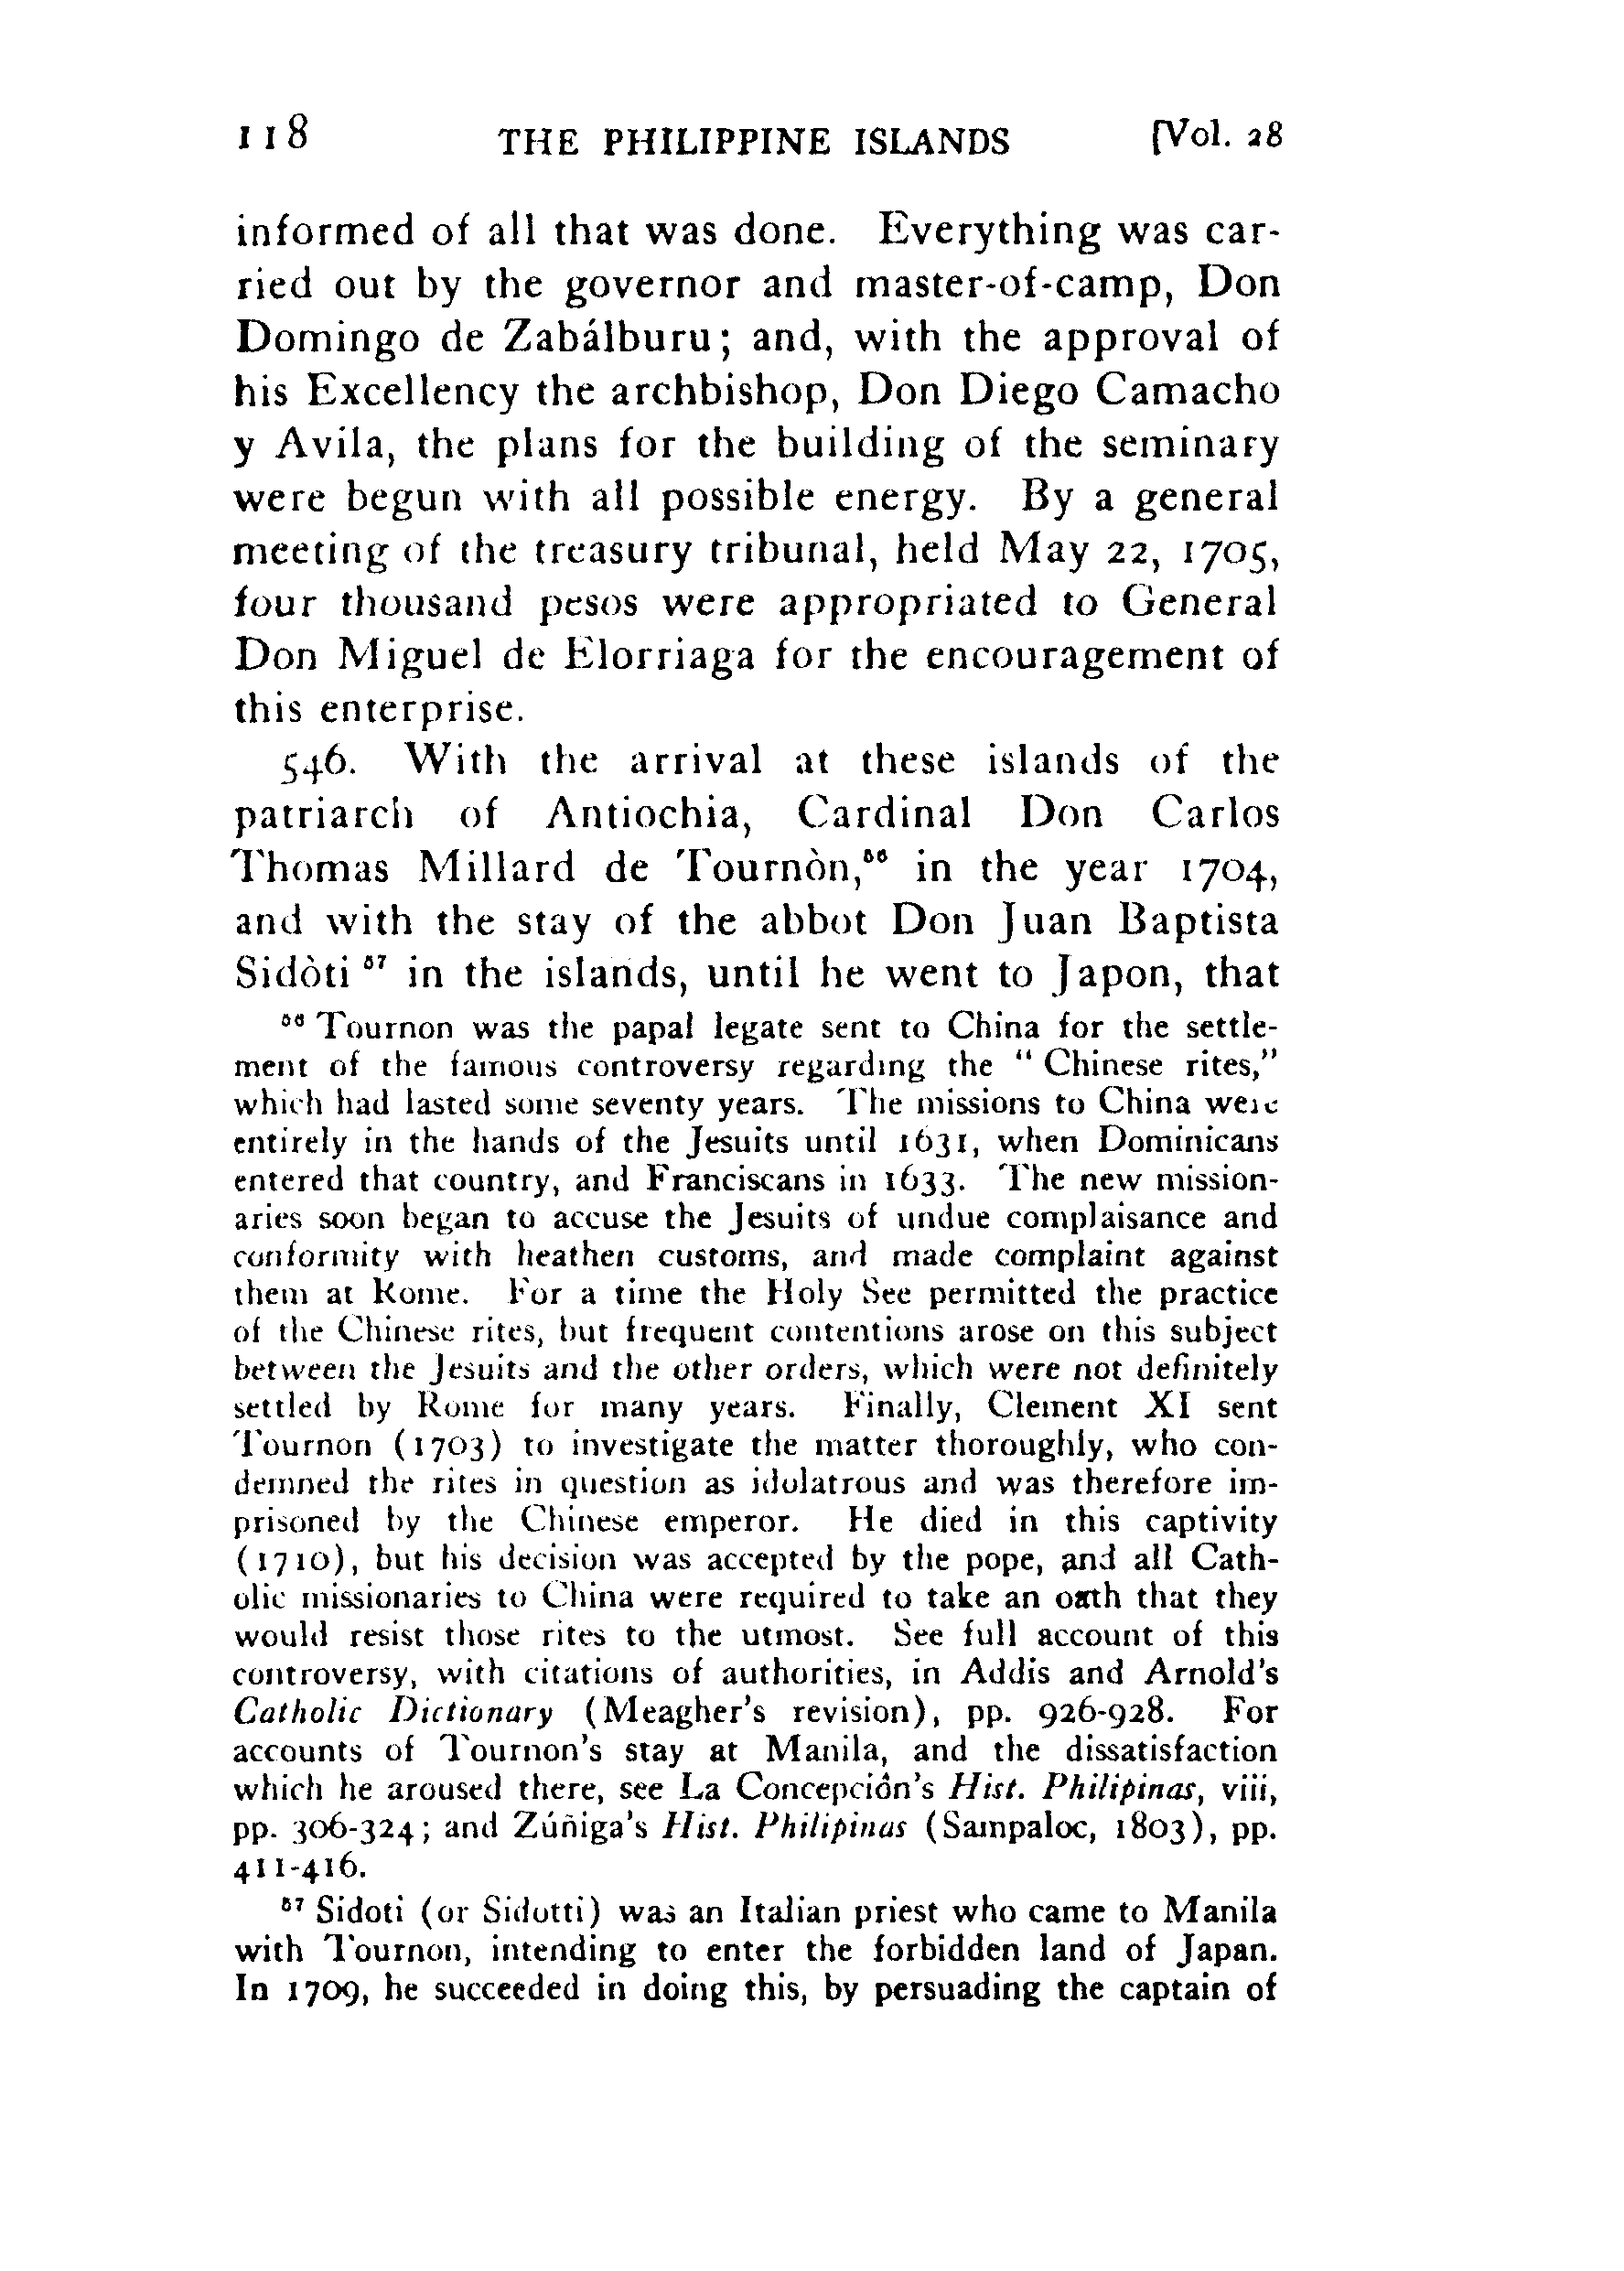 118 THE PHILIPPINE ISLANDS [Vol. 28
informed of all that was done. Everything was car-
ried out by the governor and master-of-camp, Don
Domingo de Zabálburu; and, with the approval of
his Excellency the archbishop, Don Diego Camacho
y Avila, the plans for the building of the seminary
were begun with all possible energy. By a general
meeting of the treasury tribunal, held May 22, 1705,
four thousand pesos were appropriated to General
Don Miguel de Elorriaga for the encouragement of
this enterprise.
546. With the arrival at these islands of the
patriarch of Antiochia, Cardinal Don Carlos
Thomas Millard de Tournòn,⁵⁶ in the year 1704,
and with the stay of the abbot Don Juan Baptista
Sidòti ⁵⁷ in the islands, until he went to Japon, that
⁵⁶ Tournon was the papal legate sent to China for the settle-
ment of the famous controversy regarding the " Chinese rites,"
which had lasted some seventy years. The missions to China were
entirely in the hands of the Jesuits until 1631, when Dominicans
entered that country, and Franciscans in 1633. The new mission-
aries soon began to accuse the Jesuits of undue complaisance and
conformity with heathen customs, and made complaint against
them at Rome. For a time the Holy See permitted the practice
of the Chinese rites, but frequent contentions arose on this subject
between the Jesuits and the other orders, which were not definitely
settled by Rome for many years. Finally, Clement XI sent
Tournon (1703) to investigate the matter thoroughly, who con-
demned the rites in question as idolatrous and was therefore im-
prisoned by the Chinese emperor. He died in this captivity
(1710), but his decision was accepted by the pope, and all Cath-
olic missionaries to China were required to take an oath that they
would resist those rites to the utmost. See full account of this
controversy, with citations of authorities, in Addis and Arnold's
Catholic Dictionary (Meagher's revision), pp. 926-928. For
accounts of Tournon's stay at Manila, and the dissatisfaction
which he aroused there, see La Concepción's Hist. Philipinas, viii,
pp. 306-324; and Zúñiga's Hist. Philipinas (Sampaloc, 1803), pp.
411-416.
⁵⁷ Sidoti (or Sidotti) was an Italian priest who came to Manila
with Tournon, intending to enter the forbidden land of Japan.
In 1709, he succeeded in doing this, by persuading the captain of